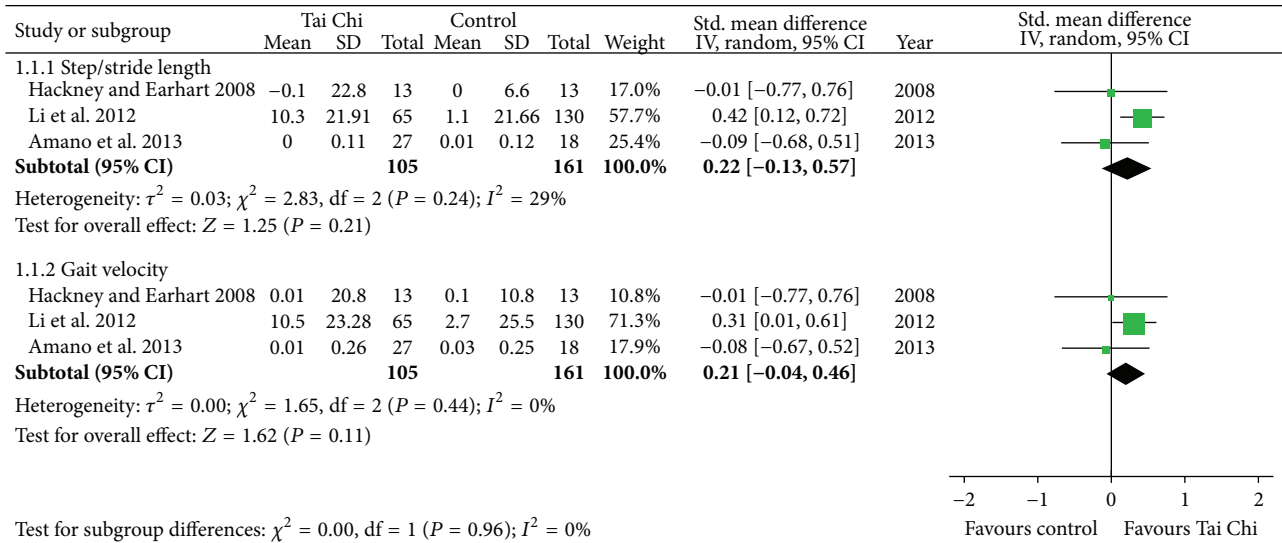 Study or subgroup Tai Chi Control Weight Std. mean difference Year Std. mean difference
Mean SD Total Mean SD Total IV, random, 95% CI IV, random, 95% CI
1.1.1 Step/stride length
Hackney and Earhart 2008 −0.1 22.8 13 0 6.6 13 17.0% −0.01 [−0.77, 0.76] 2008
Li et al. 2012 10.3 21.91 65 1.1 21.66 130 57.7% 0.42 [0.12, 0.72] 2012
Amano et al. 2013 0 0.11 27 0.01 0.12 18 25.4% −0.09 [−0.68, 0.51] 2013
Subtotal (95% CI) 105 161 100.0% 0.22 [−0.13, 0.57]
Heterogeneity: τ² = 0.03; χ² = 2.83, df = 2 (P = 0.24); I² = 29%
Test for overall effect: Z = 1.25 (P = 0.21)
1.1.2 Gait velocity
Hackney and Earhart 2008 0.01 20.8 13 0.1 10.8 13 10.8% −0.01 [−0.77, 0.76] 2008
Li et al. 2012 10.5 23.28 65 2.7 25.5 130 71.3% 0.31 [0.01, 0.61] 2012
Amano et al. 2013 0.01 0.26 27 0.03 0.25 18 17.9% −0.08 [−0.67, 0.52] 2013
Subtotal (95% CI) 105 161 100.0% 0.21 [−0.04, 0.46]
Heterogeneity: τ² = 0.00; χ² = 1.65, df = 2 (P = 0.44); I² = 0%
Test for overall effect: Z = 1.62 (P = 0.11)
−2 −1 0 1 2
Test for subgroup differences: χ² = 0.00, df = 1 (P = 0.96); I² = 0% Favours control Favours Tai Chi